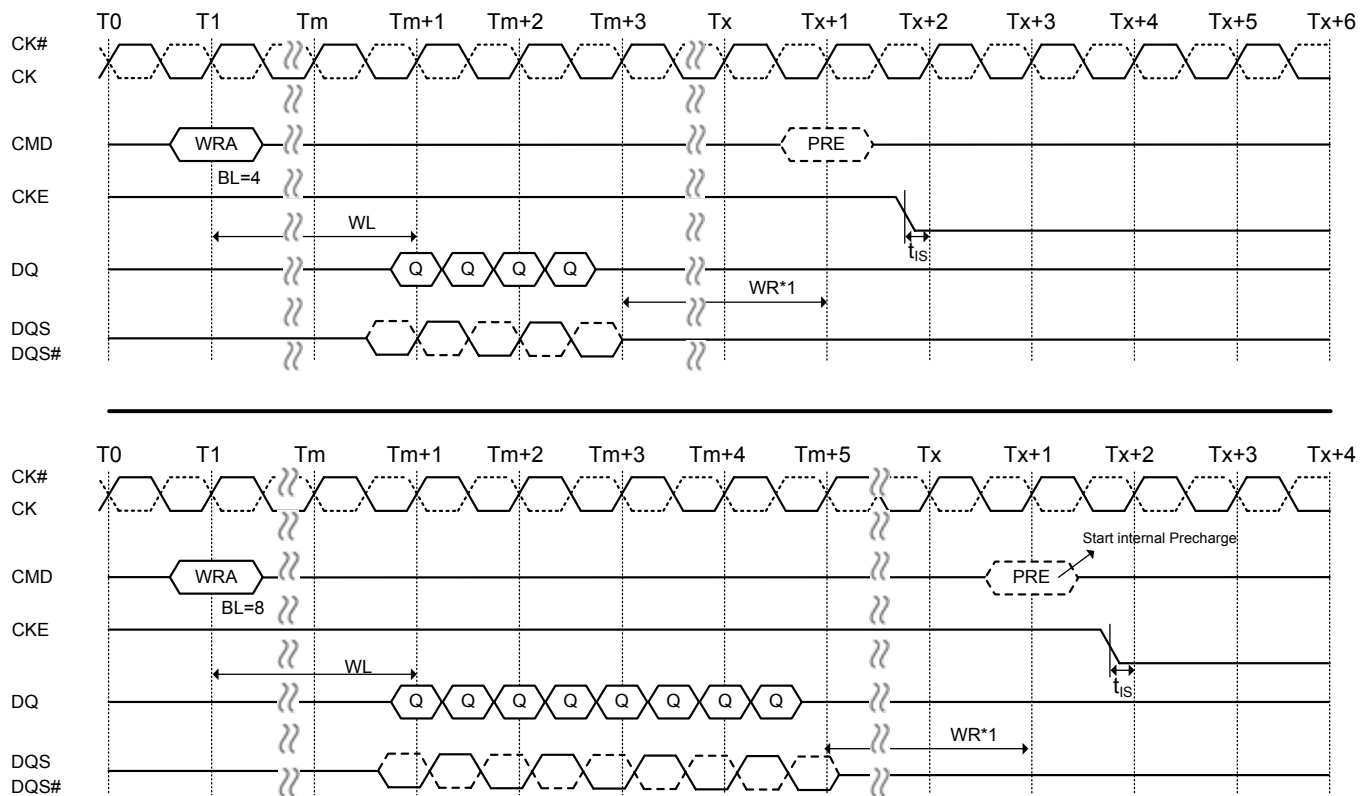 T0 T1 Tm Tm+1 Tm+2 Tm+3 Tx Tx+1 Tx+2 Tx+3 Tx+4 Tx+5 Tx+6
CK#
CK
CMD WRA PRE
BL=4
CKE
WL
tIS
DQ Q Q Q Q
WR*1
DQS
DQS#
T0 T1 Tm Tm+1 Tm+2 Tm+3 Tm+4 Tm+5 Tx Tx+1 Tx+2 Tx+3 Tx+4
CK#
CK
Start internal Precharge
CMD WRA PRE
BL=8
CKE
WL
tIS
DQ Q Q Q Q Q Q Q Q
WR*1
DQS
DQS#